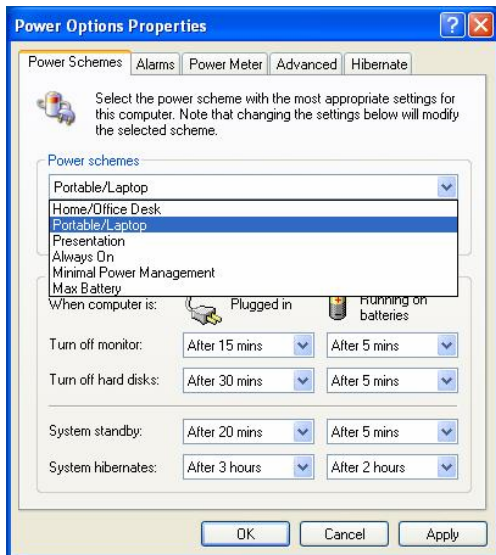 Power Options Properties
Power Schemes Alarms Power Meter Advanced Hibernate
Select the power scheme with the most appropriate settings for
this computer. Note that changing the settings below will modify
the selected scheme.
Power schemes
Portable/Laptop
Home/Office Desk
Portable/Laptop
Presentation
Always On
Minimal Power Management
Max Battery
When computer is: Plugged in Running on
batteries
Turn off monitor: After 15 mins After 5 mins
Turn off hard disks: After 30 mins After 5 mins
System standby: After 20 mins After 5 mins
System hibernates: After 3 hours After 2 hours
OK Cancel Apply